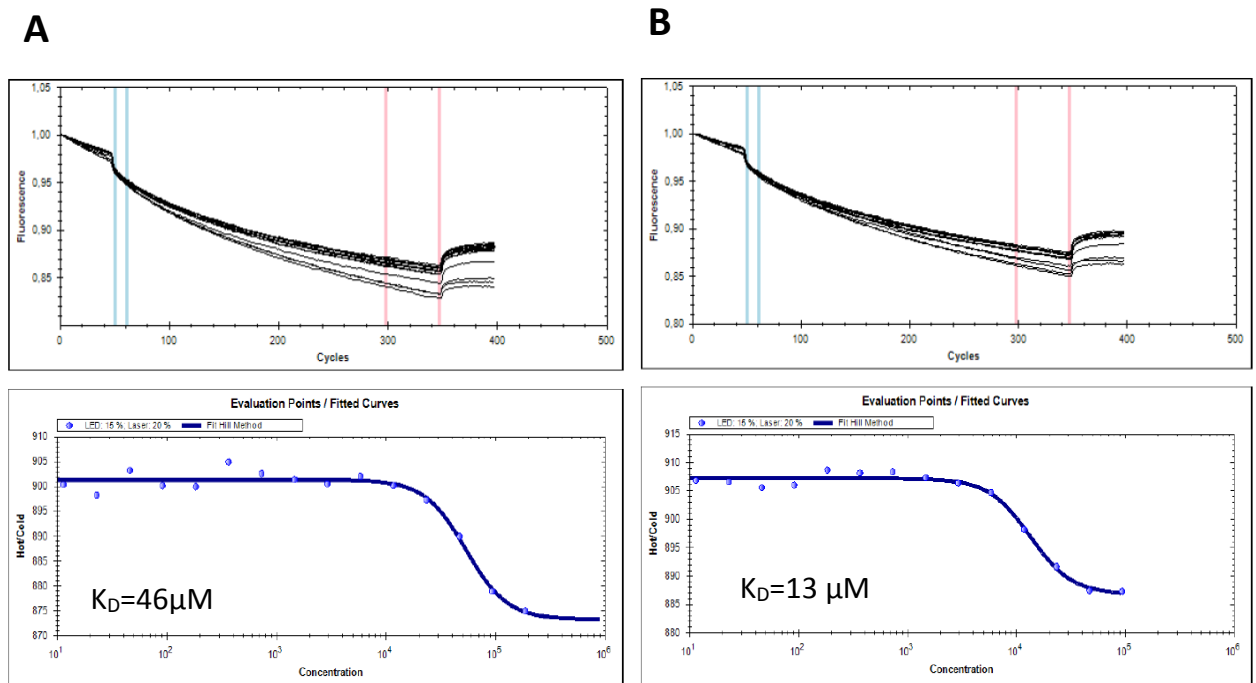 A
B
1,05
1,00
0,95
0,90
0,85
Fluorescence
0 100 200 300 400 500
Cycles
1,05
1,00
0,95
0,90
0,85
0,80
Fluorescence
0 100 200 300 400 500
Cycles
Evaluation Points / Fitted Curves
LED: 15 %; Laser: 20 % Fit Hill Method
910
905
900
895
890
885
880
875
870
Hot/Cold
K_D=46µM
10^1 10^2 10^3 10^4 10^5 10^6
Concentration
Evaluation Points / Fitted Curves
LED: 15 %; Laser: 20 % Fit Hill Method
915
910
905
900
895
890
885
880
Hot/Cold
K_D=13 µM
10^1 10^2 10^3 10^4 10^5 10^6
Concentration